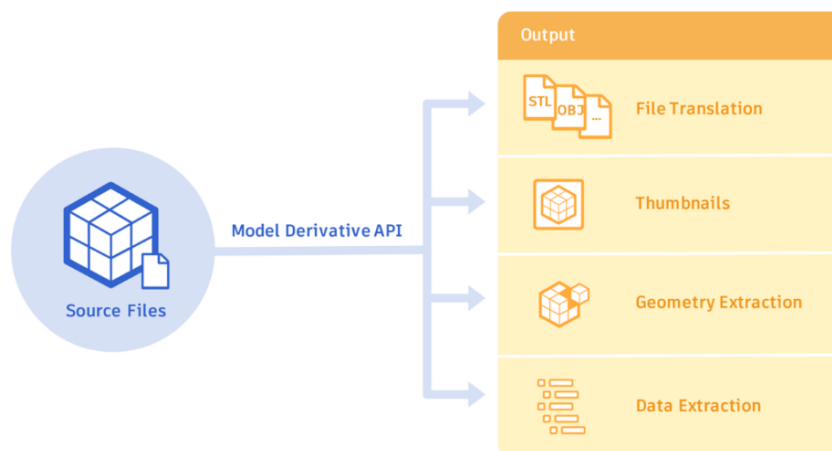 Output
STL
OBJ
...
File Translation
Thumbnails
Model Derivative API
Source Files
Geometry Extraction
Data Extraction